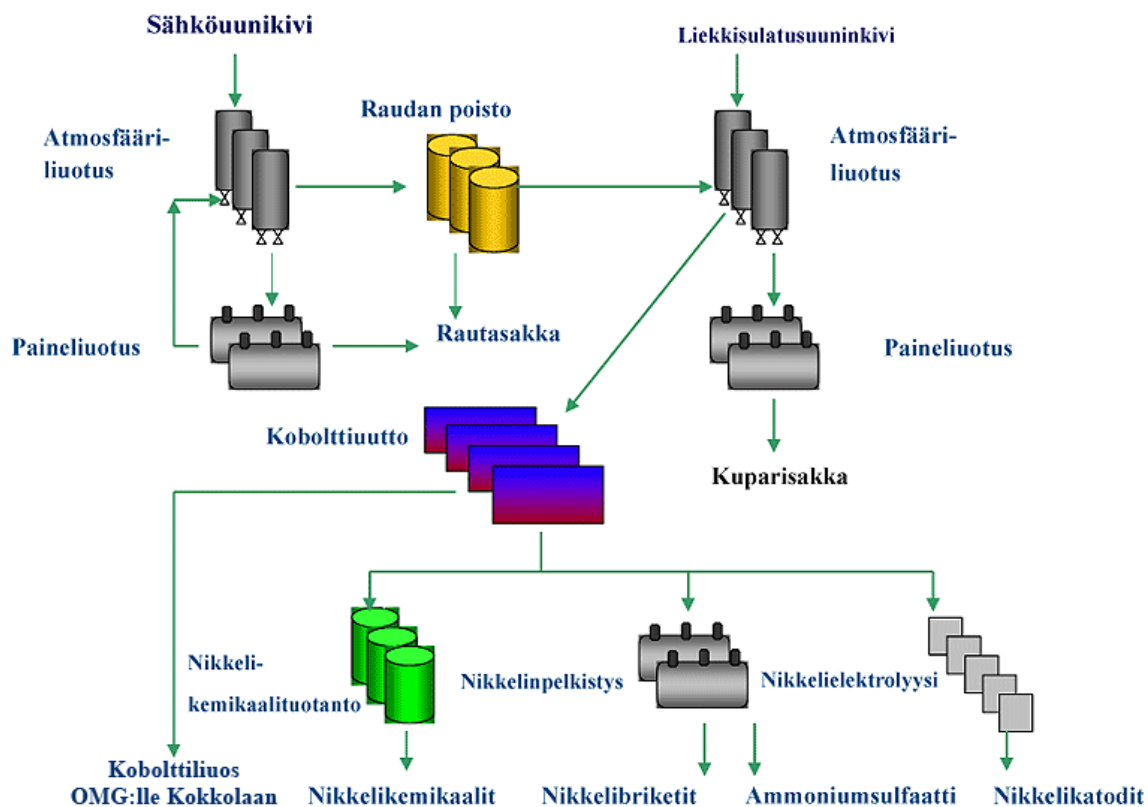 Sähköuunikivi
Liekkisulatusuuninkivi
Raudan poisto
Atmosfääri-
liuotus
Atmosfääri-
liuotus
Paineliuotus
Rautasakka
Paineliuotus
Kobolttiuutto
Kuparisakka
Nikkeli-
kemikaalituotanto
Nikkelinpelkistys
Nikkelielektrolyysi
Kobolttiliuos
OMG:lle Kokkolaan
Nikkelikemikaalit
Nikkelibriketit
Ammoniumsulfaatti
Nikkelikatodit